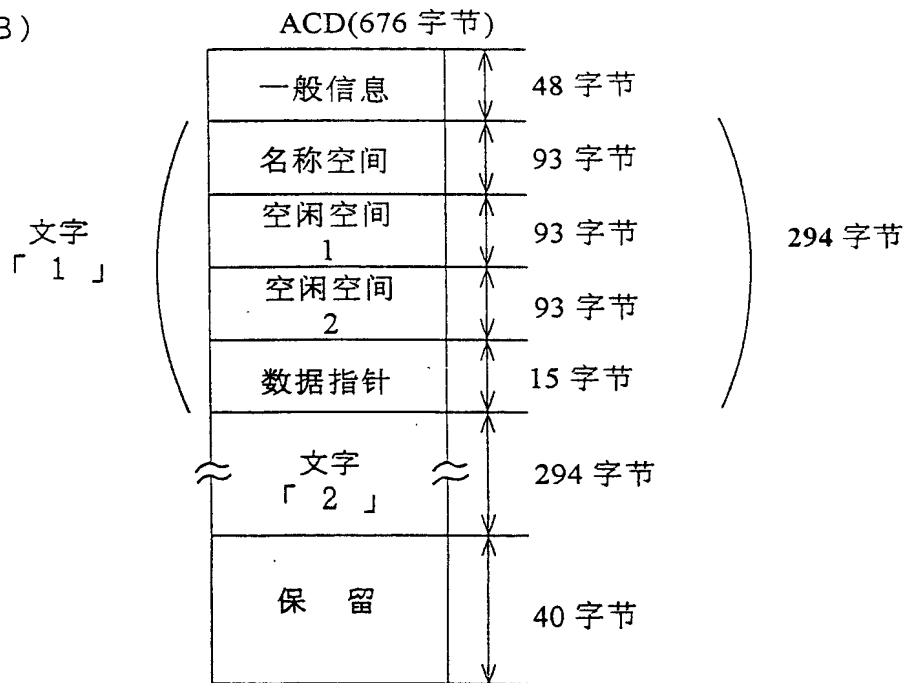 B)
ACD(676 字节)
一般信息
48 字节
名称空间
93 字节
文字
「 1 」
空闲空间
1
93 字节
294 字节
空闲空间
2
93 字节
数据指针
15 字节
文字
「 2 」
294 字节
保 留
40 字节